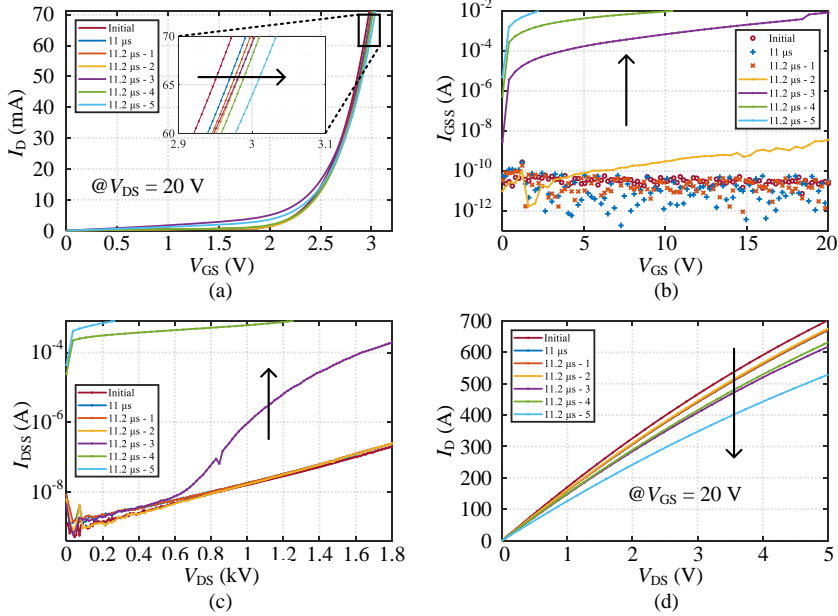 70
60
50
40
30
20
10
0
I_D (mA)
Initial
11 μs
11.2 μs - 1
11.2 μs - 2
11.2 μs - 3
11.2 μs - 4
11.2 μs - 5
70
65
60
2.9
3
3.1
@V_DS = 20 V
0
0.5
1
1.5
2
2.5
3
V_GS (V)
(a)
10^-2
10^-4
10^-6
10^-8
10^-10
10^-12
I_GSS (A)
Initial
11 μs
11.2 μs - 1
11.2 μs - 2
11.2 μs - 3
11.2 μs - 4
11.2 μs - 5
0
5
10
15
20
V_GS (V)
(b)
10^-4
10^-6
10^-8
I_DSS (A)
Initial
11 μs
11.2 μs - 1
11.2 μs - 2
11.2 μs - 3
11.2 μs - 4
11.2 μs - 5
0
0.2
0.4
0.6
0.8
1
1.2
1.4
1.6
1.8
V_DS (kV)
(c)
700
600
500
400
300
200
100
0
I_D (A)
Initial
11 μs
11.2 μs - 1
11.2 μs - 2
11.2 μs - 3
11.2 μs - 4
11.2 μs - 5
@V_GS = 20 V
0
1
2
3
4
5
V_DS (V)
(d)